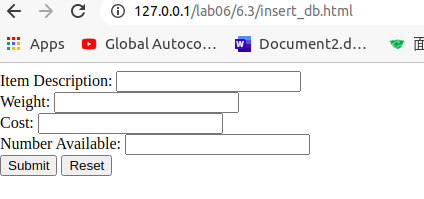 127.0.0.1/lab06/6.3/insert_db.html
Apps Global Autoco... Document2.d... 面
Item Description:
Weight:
Cost:
Number Available:
Submit Reset